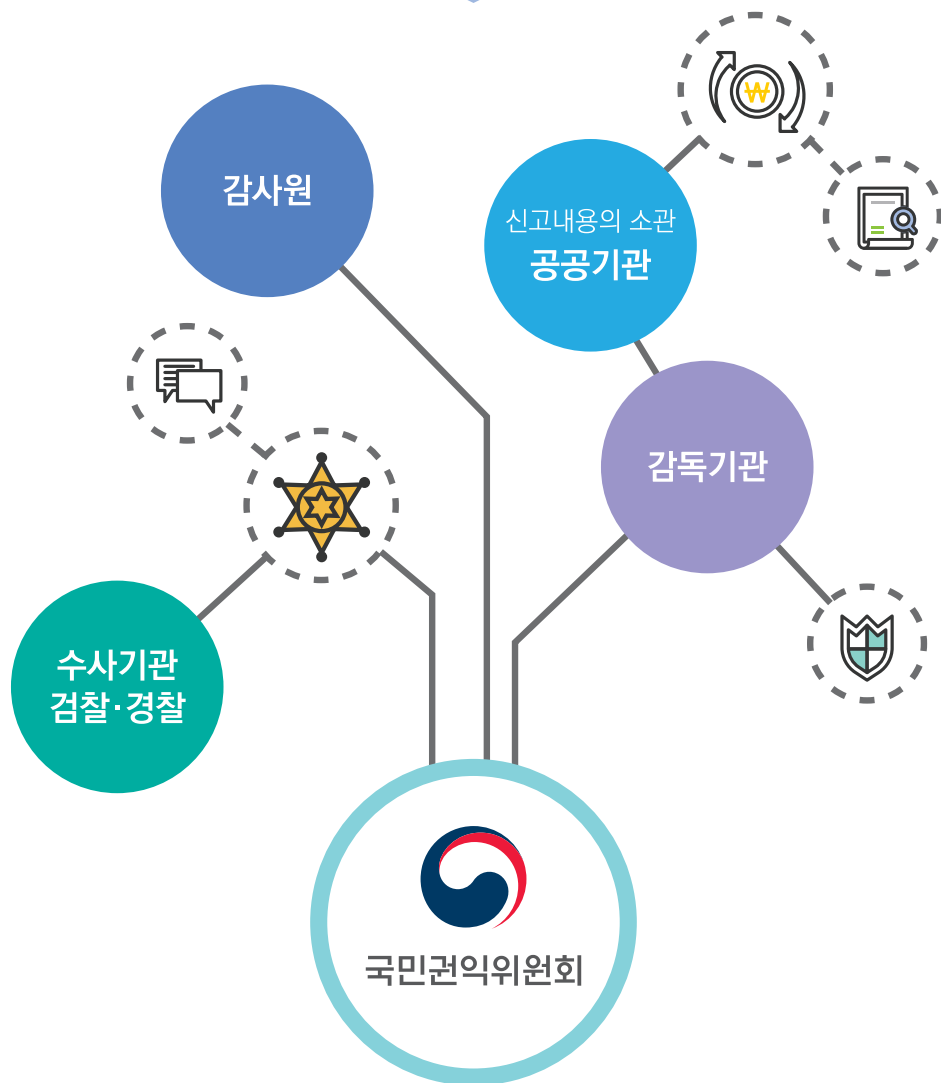 감사원
신고내용의 소관
공공기관
감독기관
수사기관
검찰·경찰
국민권익위원회